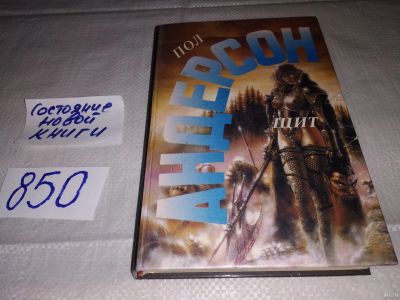 Состояние
новой
книги
850
ПОЛ
АНДЕРСОН
ЩИТ